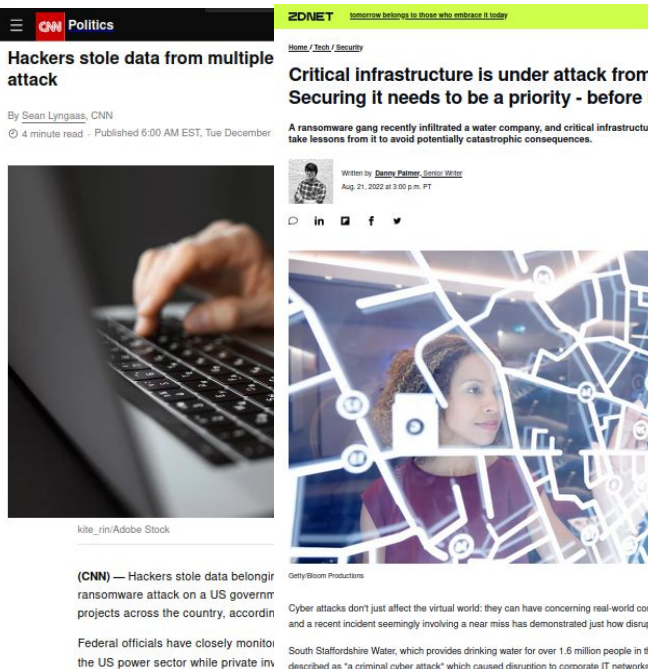 CNN Politics
Hackers stole data from multiple
attack
By Sean Lyngaas, CNN
4 minute read · Published 6:00 AM EST, Tue December
kite_rin/Adobe Stock
(CNN) — Hackers stole data belongin
ransomware attack on a US governm
projects across the country, accordin
Federal officials have closely monitor
the US power sector while private inv
ZDNET tomorrow belongs to those who embrace it today
Home / Tech / Security
Critical infrastructure is under attack from
Securing it needs to be a priority - before
A ransomware gang recently infiltrated a water company, and critical infrastructu
take lessons from it to avoid potentially catastrophic consequences.
Written by Danny Palmer, Senior Writer
Aug. 21, 2022 at 3:00 p.m. PT
in f
Getty/Bloom Productions
Cyber attacks don't just affect the virtual world: they can have concerning real-world co
and a recent incident seemingly involving a near miss has demonstrated just how disrup
South Staffordshire Water, which provides drinking water for over 1.6 million people in th
described as "a criminal cyber attack" which caused disruption to corporate IT networks